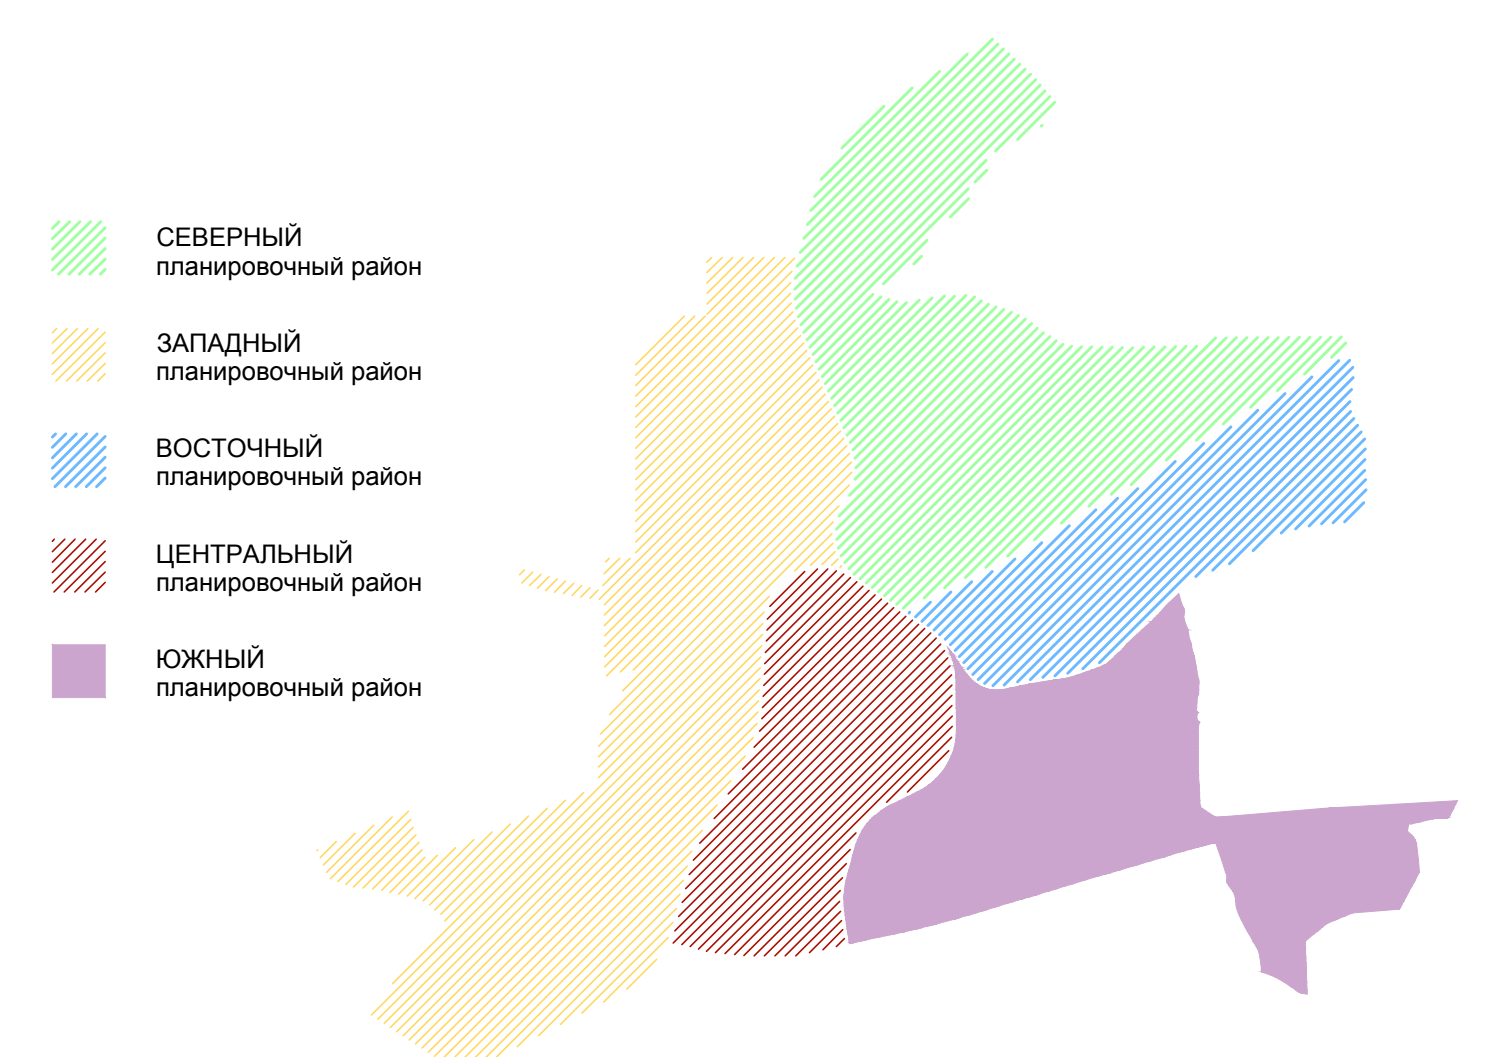 СЕВЕРНЫЙ
планировочный район
ЗАПАДНЫЙ
планировочный район
ВОСТОЧНЫЙ
планировочный район
ЦЕНТРАЛЬНЫЙ
планировочный район
ЮЖНЫЙ
планировочный район